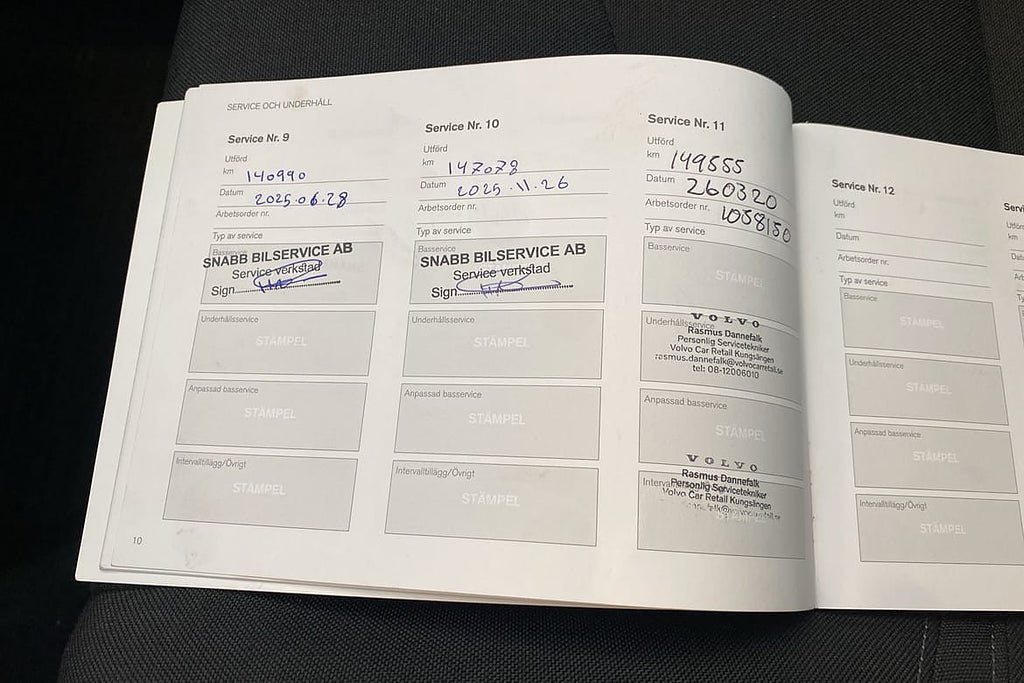 SERVICE OCH UNDERHÅLL
Service Nr. 9
Utförd
km 140990
Datum 2025.06.28
Arbetsorder nr.
Typ av service
Basservice
SNABB BILSERVICE AB
Service verkstad
Sign
Underhållsservice
STÄMPEL
Anpassad basservice
STÄMPEL
Intervalltillägg/Övrigt
STÄMPEL
10
Service Nr. 10
Utförd
km 147078
Datum 2025.11.26
Arbetsorder nr.
Typ av service
Basservice
SNABB BILSERVICE AB
Service verkstad
Sign
Underhållsservice
STÄMPEL
Anpassad basservice
STÄMPEL
Intervalltillägg/Övrigt
STÄMPEL
Service Nr. 11
Utförd
km 149555
Datum 260320
Arbetsorder nr. 1058150
Typ av service
Basservice
STÄMPEL
Underhållsservice
VOLVO
Rasmus Dannefalk
Personlig Servicetekniker
Volvo Car Retail Kungsängen
rasmus.dannefalk@volvocarretail.se
tel: 08-12006010
Anpassad basservice
STÄMPEL
VOLVO
Rasmus Dannefalk
Personlig Servicetekniker
Volvo Car Retail Kungsängen
STÄMPEL
Service Nr. 12
Utförd
km
Datum
Arbetsorder nr.
Typ av service
Basservice
STÄMPEL
Underhållsservice
STÄMPEL
Anpassad basservice
STÄMPEL
Intervalltillägg/Övrigt
STÄMPEL